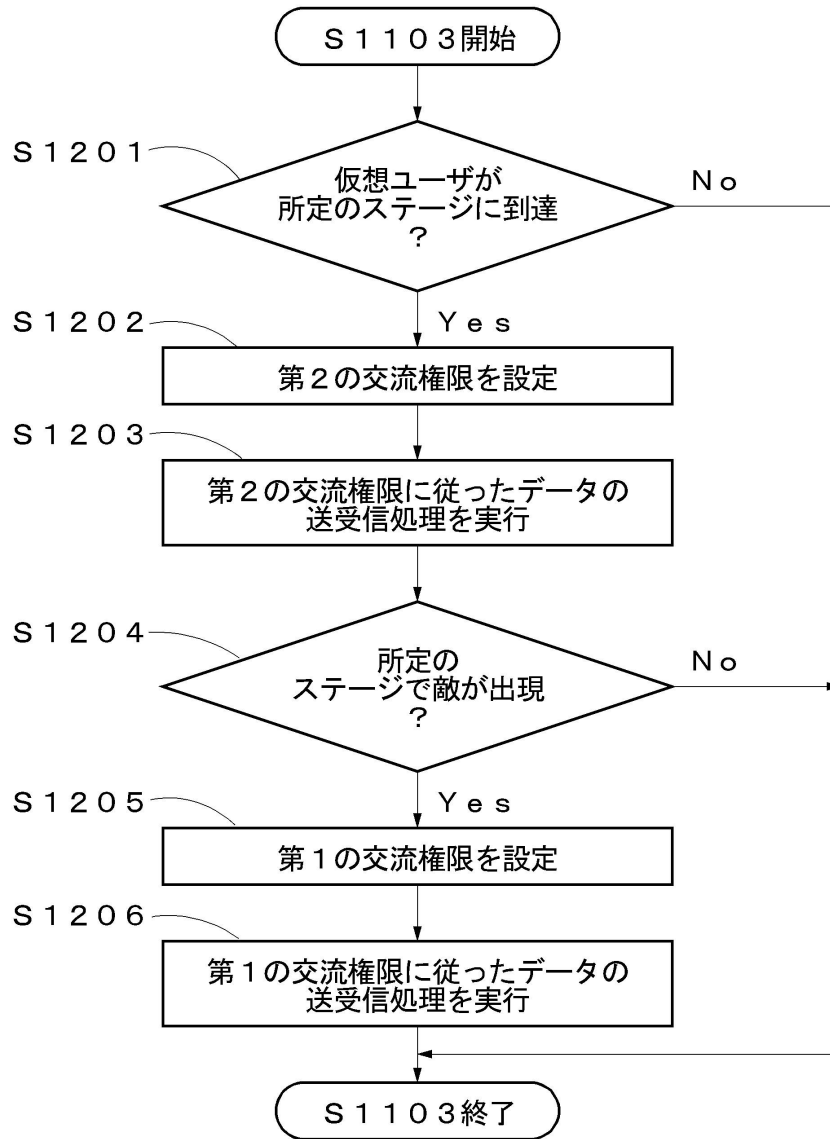 Ｓ１１０３開始
Ｓ１２０１
仮想ユーザが
所定のステージに到達
？
Ｎｏ
Ｙｅｓ
Ｓ１２０２
第２の交流権限を設定
Ｓ１２０３
第２の交流権限に従ったデータの
送受信処理を実行
Ｓ１２０４
所定の
ステージで敵が出現
？
Ｎｏ
Ｙｅｓ
Ｓ１２０５
第１の交流権限を設定
Ｓ１２０６
第１の交流権限に従ったデータの
送受信処理を実行
Ｓ１１０３終了